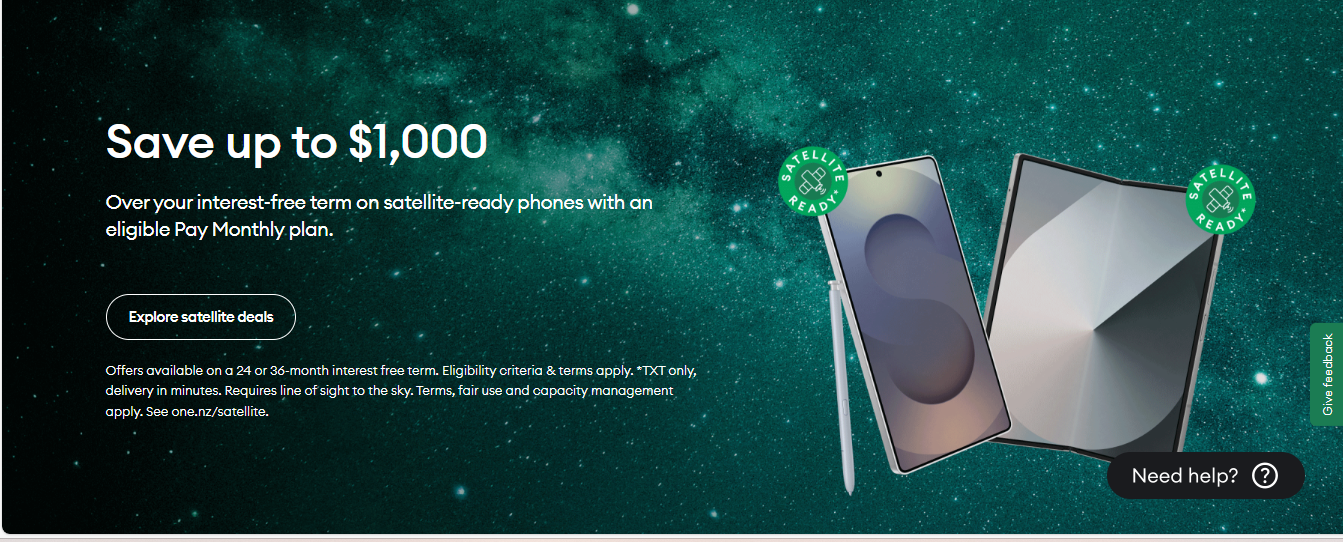 Save up to $1,000
Over your interest-free term on satellite-ready phones with an
eligible Pay Monthly plan.
Explore satellite deals
Offers available on a 24 or 36-month interest free term. Eligibility criteria & terms apply. *TXT only,
delivery in minutes. Requires line of sight to the sky. Terms, fair use and capacity management
apply. See one.nz/satellite.
SATELLITE
READY*
SATELLITE
READY*
Give feedback
Need help? ?